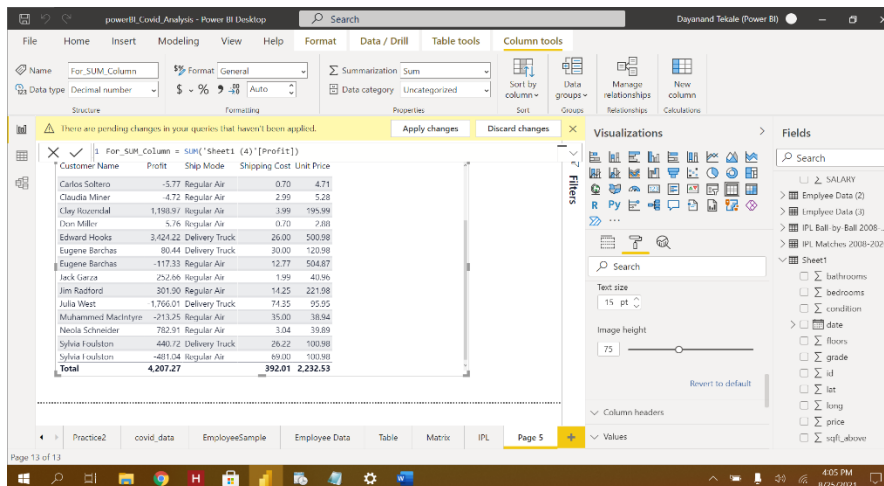 powerBI_Covid_Analysis - Power BI Desktop
Search
Dayanand Tekale (Power BI)
File Home Insert Modeling View Help Format Data / Drill Table tools Column tools
Name For_SUM_Column
$% Format General
Σ Summarization Sum
Data type Decimal number
$ % 9 .00 Auto
Data category Uncategorized
Sort by column
Data groups
Manage relationships
New column
Structure Formatting Properties Sort Groups Relationships Calculations
There are pending changes in your queries that haven't been applied. Apply changes Discard changes
1 For_SUM_Column = SUM('Sheet1 (4)'[Profit])
Customer Name Profit Ship Mode Shipping Cost Unit Price
Carlos Soltero -5.77 Regular Air 0.70 4.71
Claudia Miner -4.72 Regular Air 2.99 5.28
Clay Rozendal 1,198.97 Regular Air 3.99 195.99
Don Miller 5.76 Regular Air 0.70 2.88
Edward Hooks 3,424.22 Delivery Truck 26.00 500.98
Eugene Barchas 80.44 Delivery Truck 30.00 120.98
Eugene Barchas -117.33 Regular Air 12.77 504.87
Jack Garza 252.66 Regular Air 1.99 40.96
Jim Radford 301.90 Regular Air 14.25 221.98
Julia West -1,766.01 Delivery Truck 74.35 95.95
Muhammed MacIntyre -213.25 Regular Air 35.00 38.94
Neola Schneider 782.91 Regular Air 3.04 39.89
Sylvia Foulston 440.72 Delivery Truck 26.22 100.98
Sylvia Foulston -481.04 Regular Air 69.00 100.98
Total 4,207.27 392.01 2,232.53
Filters
Visualizations
R Py
Search
Text size
15 pt
Image height
75
Revert to default
Column headers
Values
Fields
Search
Σ SALARY
Emplyee Data (2)
Emplyee Data (3)
IPL Ball-by-Ball 2008-...
IPL Matches 2008-202
Sheet1
Σ bathrooms
Σ bedrooms
Σ condition
date
Σ floors
Σ grade
Σ id
Σ lat
Σ long
Σ price
Σ sqft_above
Practice2 covid_data EmployeeSample Employee Data Table Matrix IPL Page 5
Page 13 of 13
4:05 PM
8/25/2021